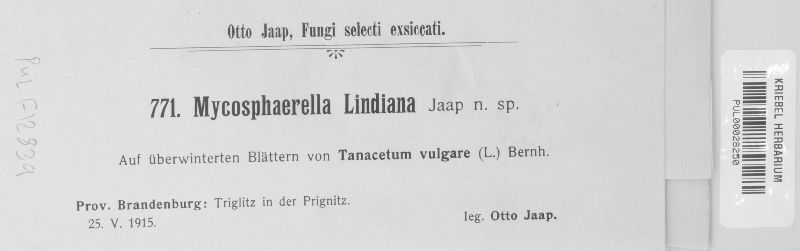 Otto Jaap, Fungi selecti exsiccati.
771. Mycosphaerella Lindiana Jaap n. sp.
Auf überwinterten Blättern von Tanacetum vulgare (L.) Bernh.
Prov. Brandenburg: Triglitz in der Prignitz.
25. V. 1915.
leg. Otto Jaap.
PUL F12839
KRIEBEL HERBARIUM
PUL00028250